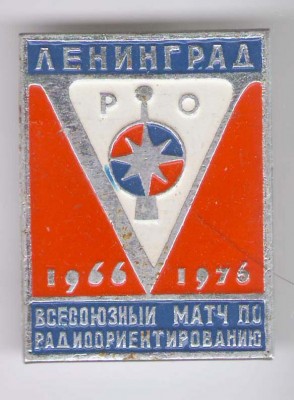 ЛЕНИНГРАД
Р О
1966 1976
ВСЕСОЮЗНЫЙ МАТЧ ПО
РАДИООРИЕНТИРОВАНИЮ